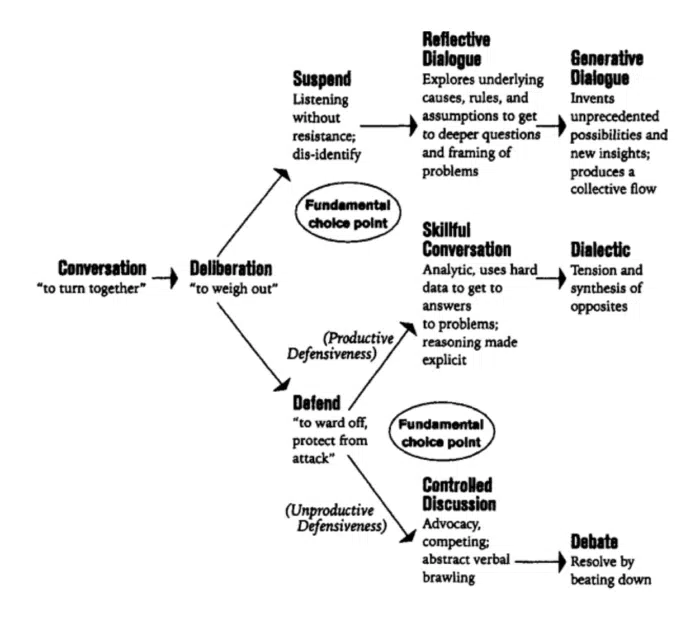 Conversation
"to turn together"
Deliberation
"to weigh out"
Suspend
Listening
without
resistance;
dis-identify
Reflective
Dialogue
Explores underlying
causes, rules, and
assumptions to get
to deeper questions
and framing of
problems
Generative
Dialogue
Invents
unprecedented
possibilities and
new insights;
produces a
collective flow
Fundamental
choice point
Defend
"to ward off,
protect from
attack"
(Productive
Defensiveness)
Skillful
Conversation
Analytic, uses hard
data to get to
answers
to problems;
reasoning made
explicit
Dialectic
Tension and
synthesis of
opposites
Fundamental
choice point
(Unproductive
Defensiveness)
Controlled
Discussion
Advocacy,
competing;
abstract verbal
brawling
Debate
Resolve by
beating down